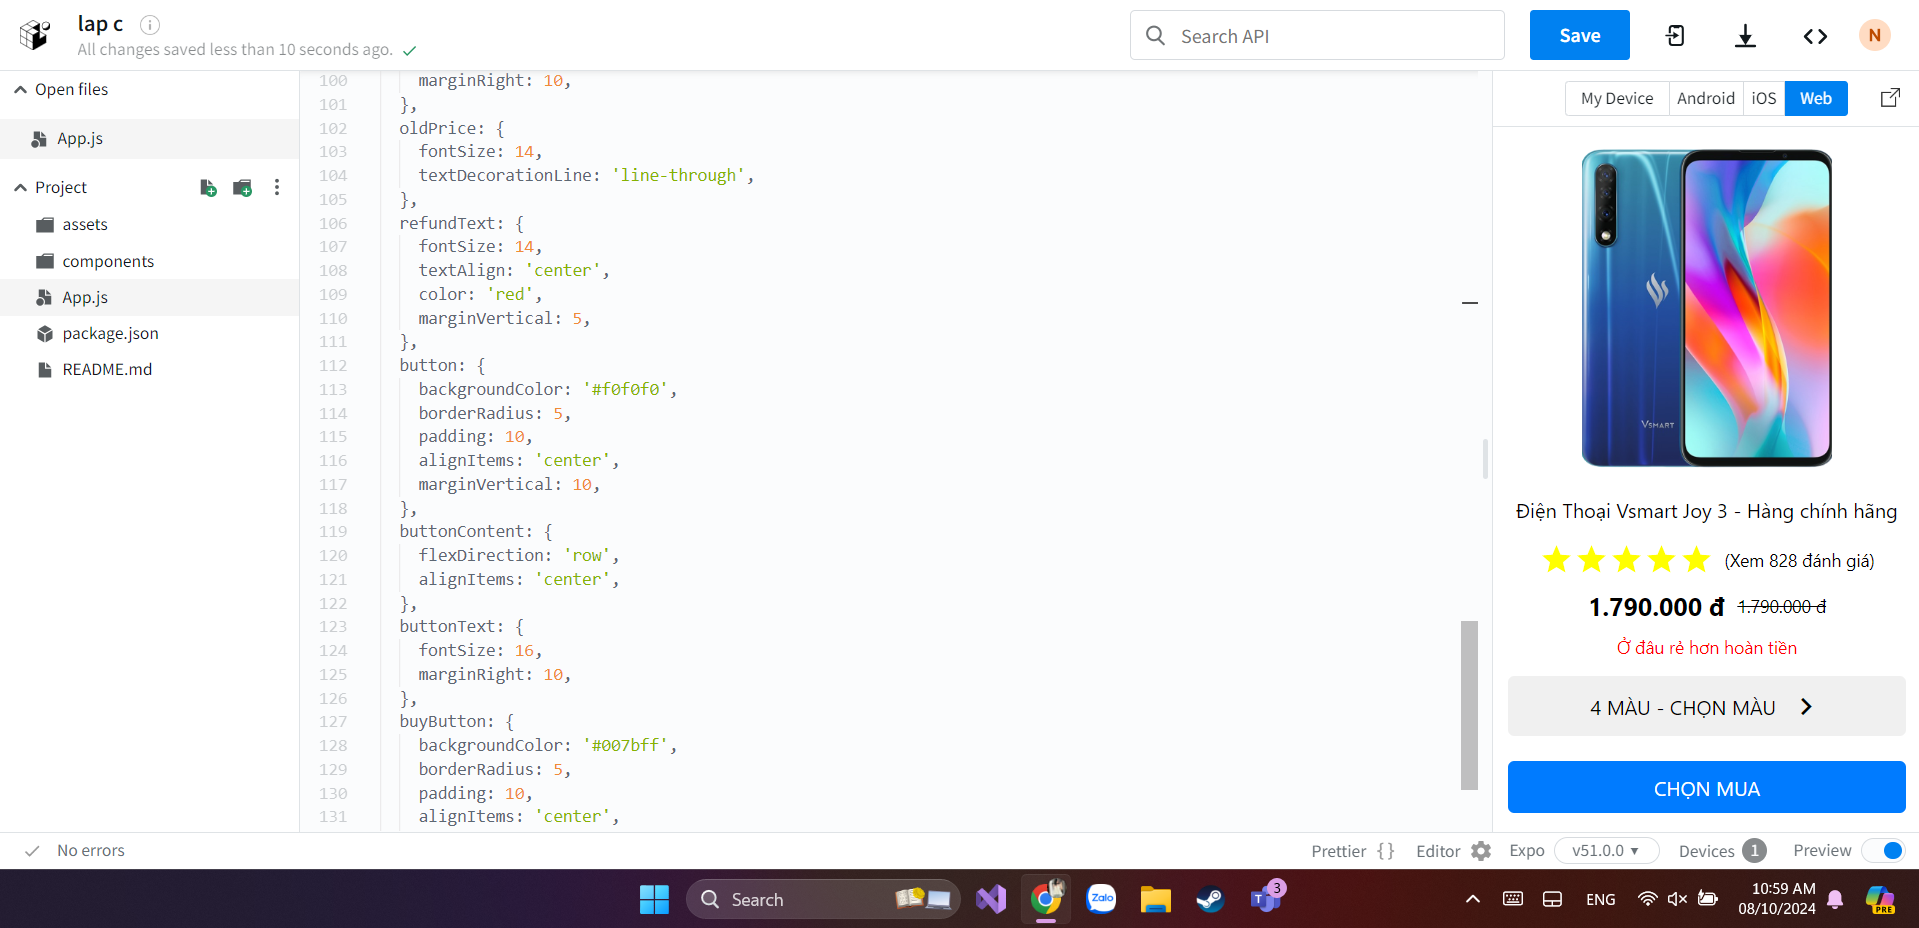 lap c
All changes saved less than 10 seconds ago.
Search API
Save
N
Open files
App.js
Project
assets
components
App.js
package.json
README.md
100 marginRight: 10,
101 },
102 oldPrice: {
103 fontSize: 14,
104 textDecorationLine: 'line-through',
105 },
106 refundText: {
107 fontSize: 14,
108 textAlign: 'center',
109 color: 'red',
110 marginVertical: 5,
111 },
112 button: {
113 backgroundColor: '#f0f0f0',
114 borderRadius: 5,
115 padding: 10,
116 alignItems: 'center',
117 marginVertical: 10,
118 },
119 buttonContent: {
120 flexDirection: 'row',
121 alignItems: 'center',
122 },
123 buttonText: {
124 fontSize: 16,
125 marginRight: 10,
126 },
127 buyButton: {
128 backgroundColor: '#007bff',
129 borderRadius: 5,
130 padding: 10,
131 alignItems: 'center',
My Device Android iOS Web
VSMART
Điện Thoại Vsmart Joy 3 - Hàng chính hãng
(Xem 828 đánh giá)
1.790.000 đ 1.790.000 đ
Ở đâu rẻ hơn hoàn tiền
4 MÀU - CHỌN MÀU
CHỌN MUA
No errors
Prettier { } Editor Expo v51.0.0 Devices 1 Preview
Search
Zalo
T 3
ENG
10:59 AM
08/10/2024
PRE